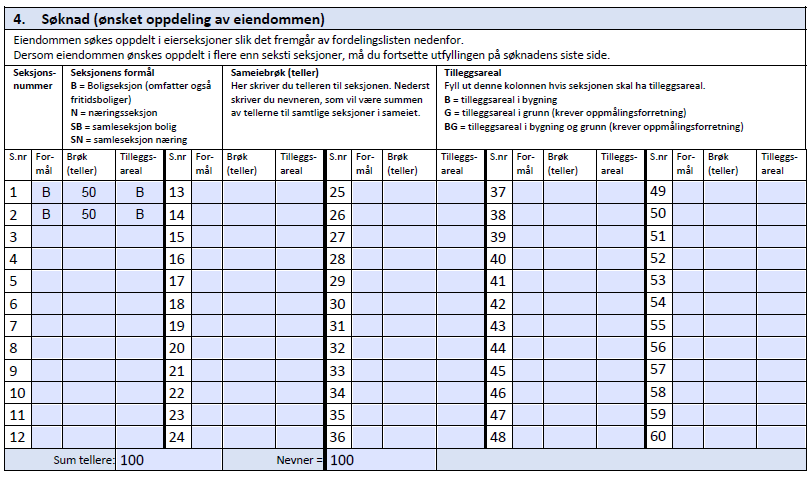 4. Søknad (ønsket oppdeling av eiendommen)
Eiendommen søkes oppdelt i eierseksjoner slik det fremgår av fordelingslisten nedenfor.
Dersom eiendommen ønskes oppdelt i flere enn seksti seksjoner, må du fortsette utfyllingen på søknadens siste side.
Seksjons-
nummer
Seksjonens formål
B = Boligseksjon (omfatter også
fritidsboliger)
N = næringsseksjon
SB = samleseksjon bolig
SN = samleseksjon næring
Sameiebrøk (teller)
Her skriver du telleren til seksjonen. Nederst
skriver du nevneren, som vil være summen
av tellerne til samtlige seksjoner i sameiet.
Tilleggsareal
Fyll ut denne kolonnen hvis seksjonen skal ha tilleggsareal.
B = tilleggsareal i bygning
G = tilleggsareal i grunn (krever oppmålingsforretning)
BG = tilleggsareal i bygning og grunn (krever oppmålingsforretning)
S.nr For- Brøk Tilleggs- S.nr For- Brøk Tilleggs- S.nr For- Brøk Tilleggs- S.nr For- Brøk Tilleggs- S.nr For- Brøk Tilleggs-
mål (teller) areal mål (teller) areal mål (teller) areal mål (teller) areal mål (teller) areal
1 B 50 B 13 25 37 49
2 B 50 B 14 26 38 50
3 15 27 39 51
4 16 28 40 52
5 17 29 41 53
6 18 30 42 54
7 19 31 43 55
8 20 32 44 56
9 21 33 45 57
10 22 34 46 58
11 23 35 47 59
12 24 36 48 60
Sum tellere: 100 Nevner = 100